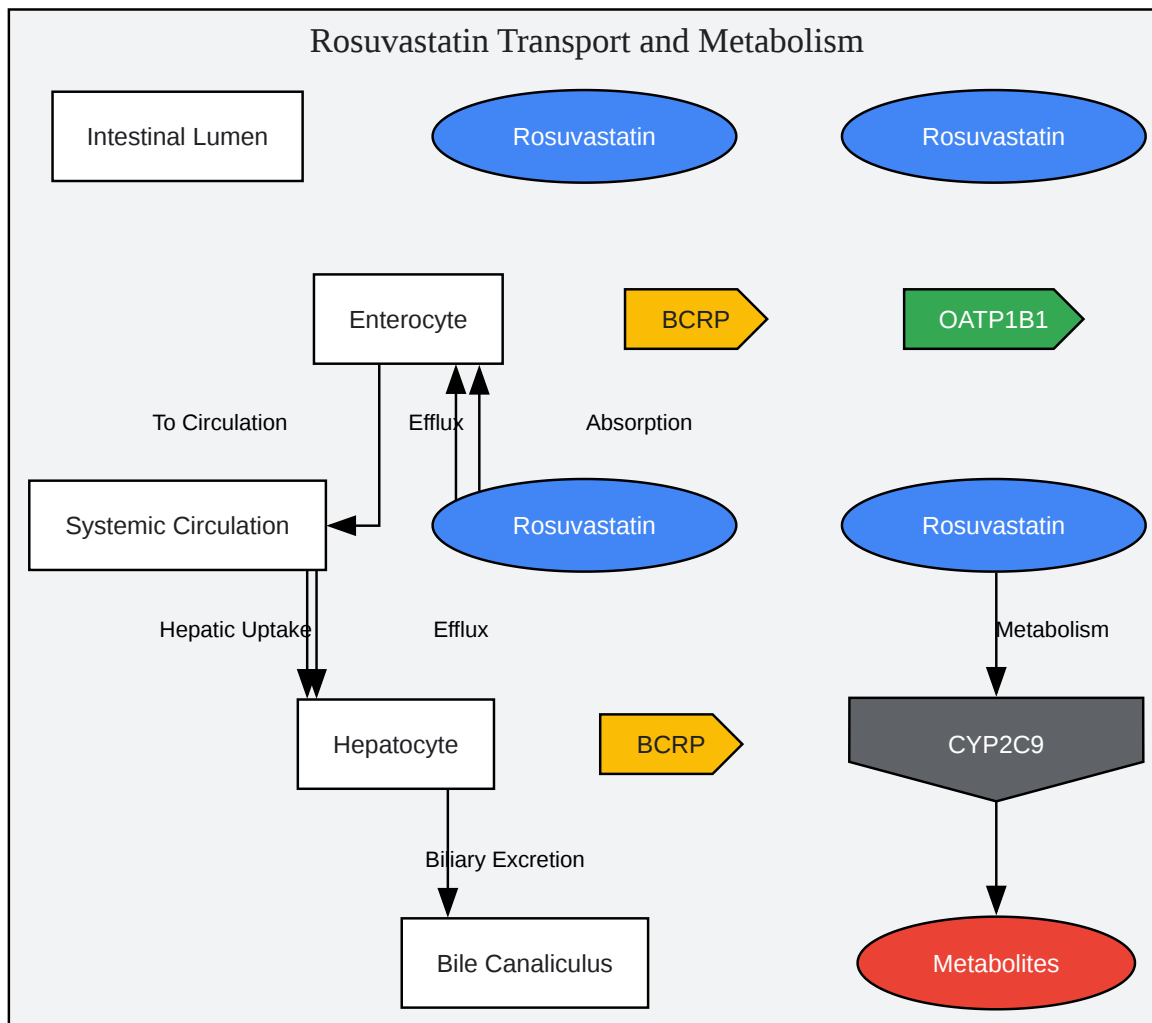 Rosuvastatin Transport and Metabolism
Intestinal Lumen
Rosuvastatin
Rosuvastatin
Enterocyte
BCRP
OATP1B1
To Circulation
Efflux
Absorption
Systemic Circulation
Rosuvastatin
Rosuvastatin
Hepatic Uptake
Efflux
Metabolism
Hepatocyte
BCRP
CYP2C9
Biliary Excretion
Bile Canaliculus
Metabolites